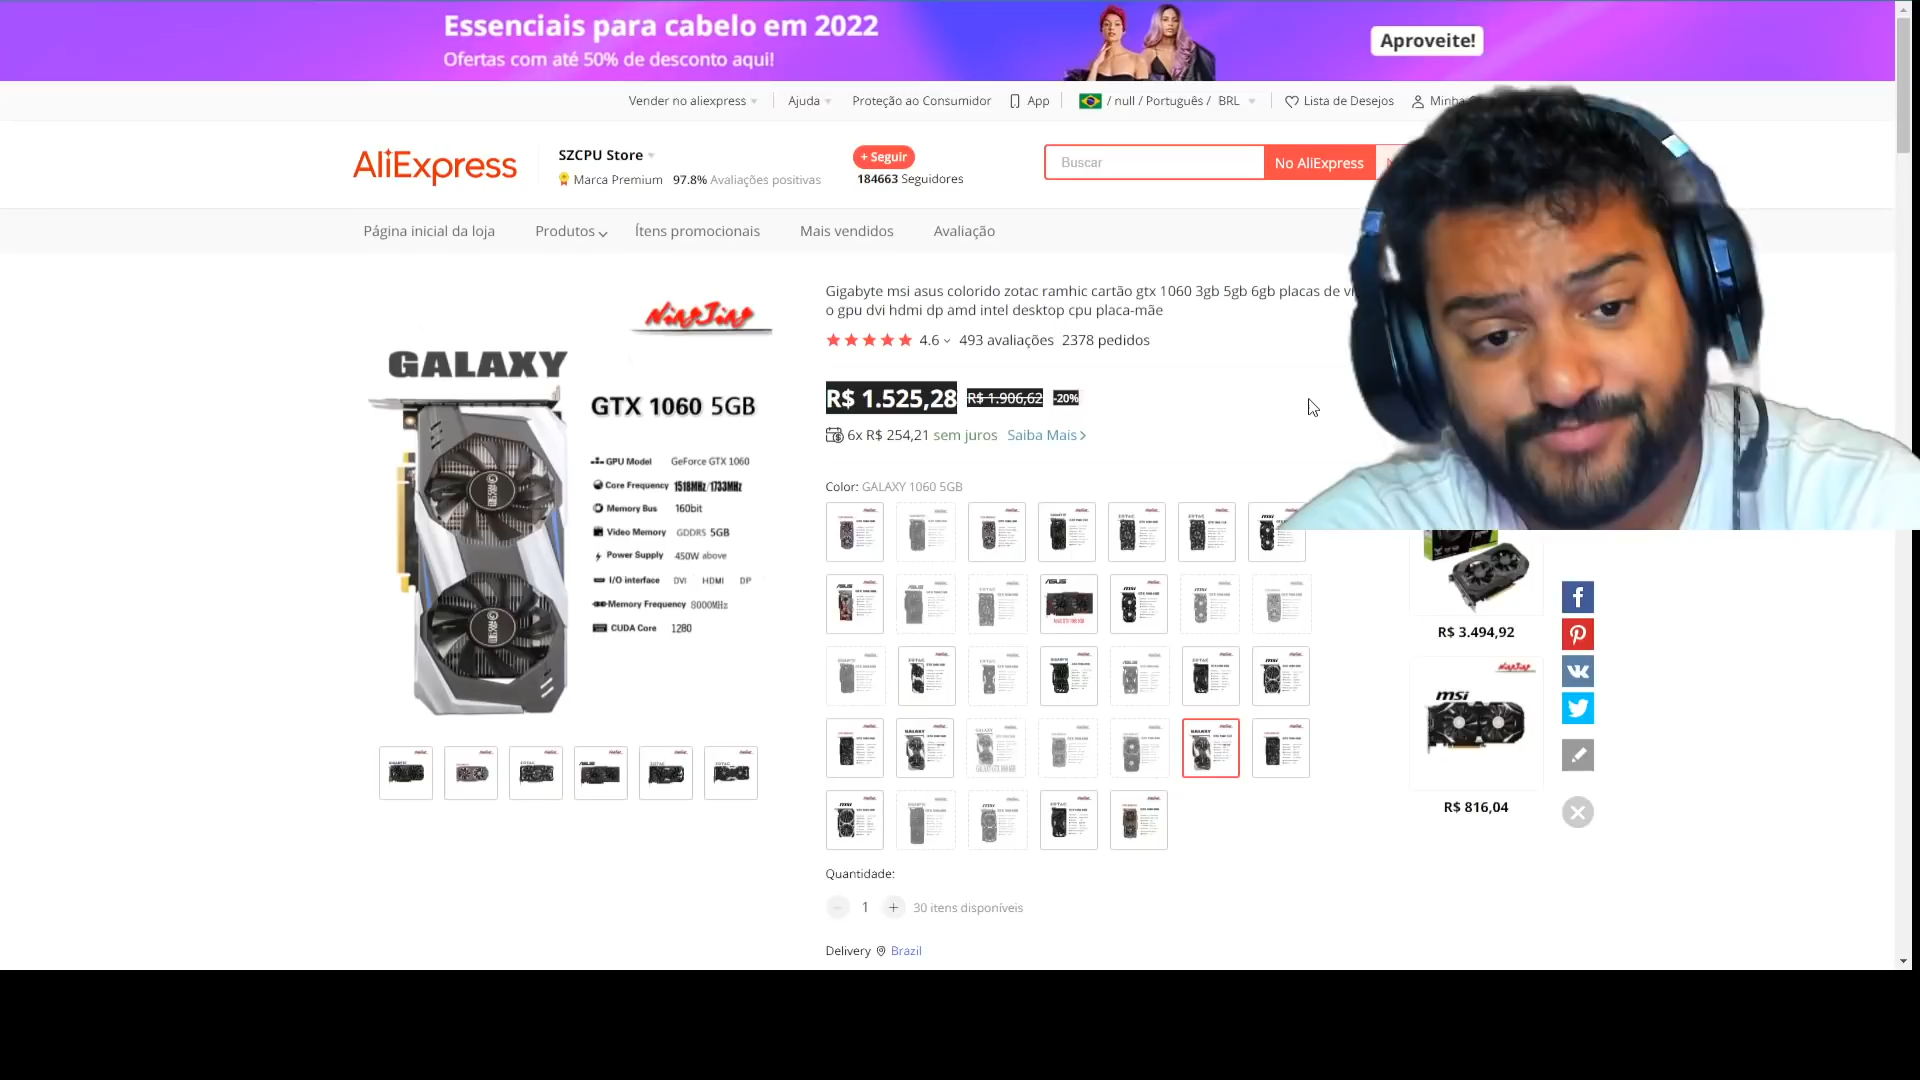 Essenciais para cabelo em 2022
Ofertas com até 50% de desconto aqui!
Aproveite!
Vender no aliexpress
Ajuda
Proteção ao Consumidor
App
/ null / Português / BRL
Lista de Desejos
Minha
AliExpress
SZCPU Store
Marca Premium 97.8% Avaliações positivas
+ Seguir
184663 Seguidores
Buscar
No AliExpress
Página inicial da loja
Produtos
Ítens promocionais
Mais vendidos
Avaliação
NingJing
GALAXY
GTX 1060 5GB
GPU Model GeForce GTX 1060
Core Frequency 1518MHz/1733MHz
Memory Bus 160bit
Video Memory GDDR5 5GB
Power Supply 450W above
I/O interface DVI HDMI DP
Memory Frequency 8000MHz
CUDA Core 1280
Gigabyte msi asus colorido zotac ramhic cartão gtx 1060 3gb 5gb 6gb placas de ví
o gpu dvi hdmi dp amd intel desktop cpu placa-mãe
4.6 493 avaliações 2378 pedidos
R$ 1.525,28 R$ 1.906,62 -20%
6x R$ 254,21 sem juros Saiba Mais
Color: GALAXY 1060 5GB
Quantidade:
1
30 itens disponíveis
Delivery Brazil
R$ 3.494,92
NingJing
msi
R$ 816,04